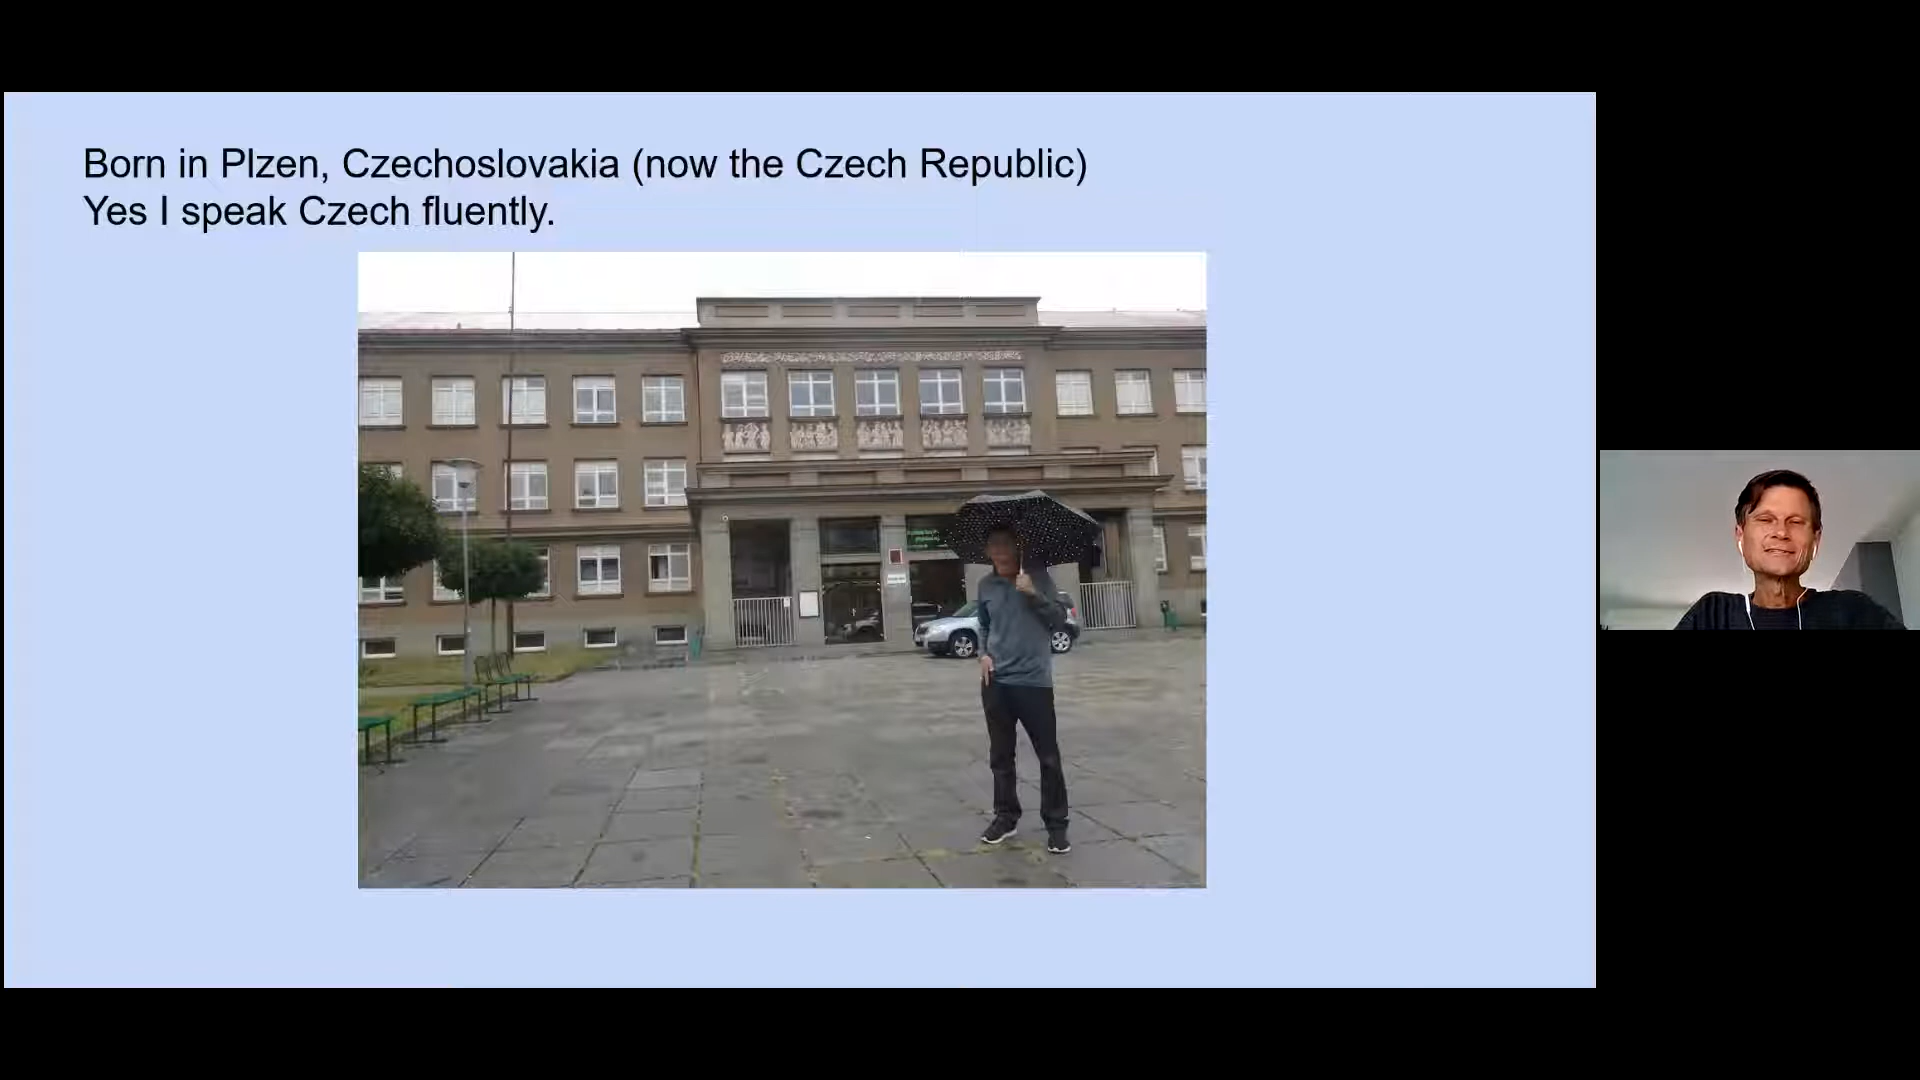 Born in Plzen, Czechoslovakia (now the Czech Republic)
Yes I speak Czech fluently.